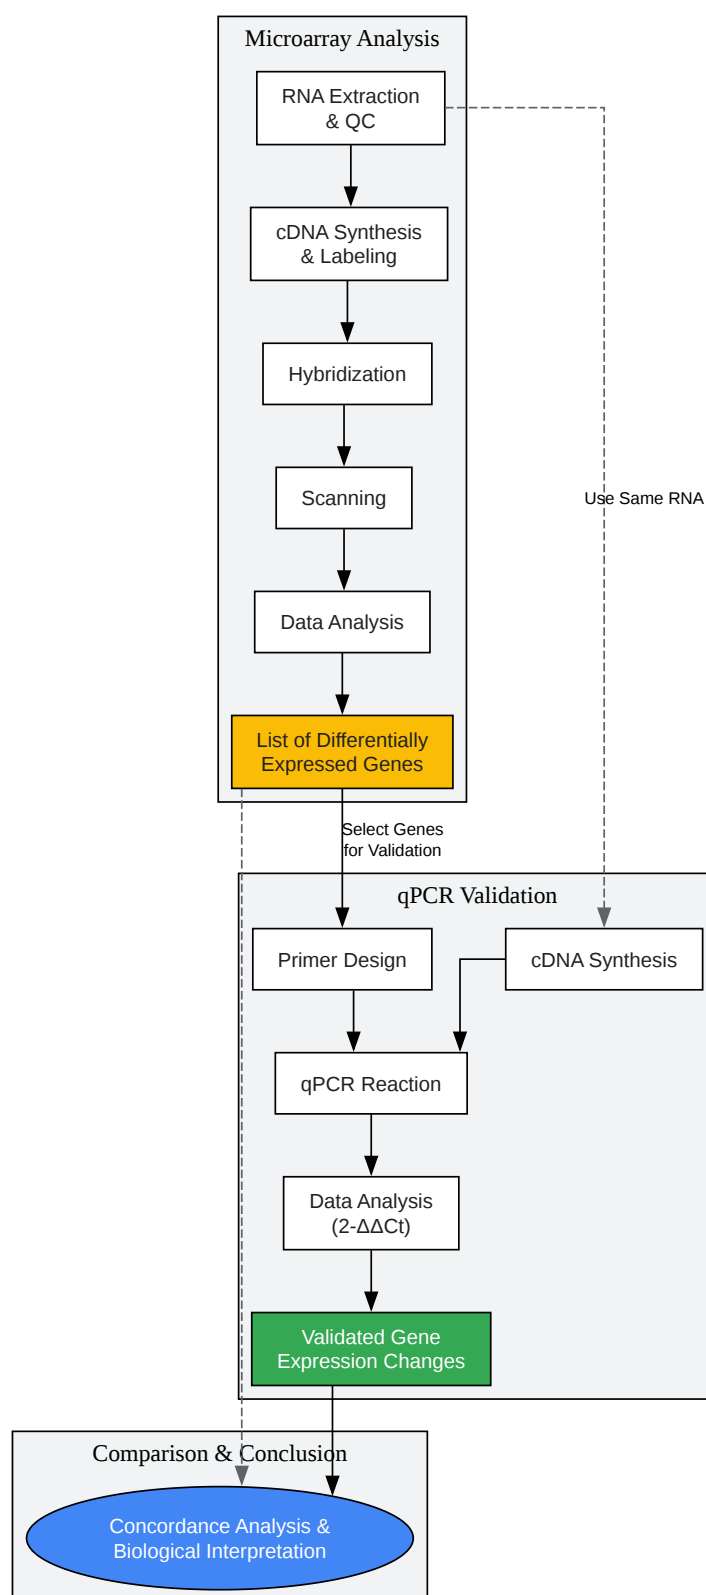 Microarray Analysis
RNA Extraction
& QC
cDNA Synthesis
& Labeling
Hybridization
Scanning
Use Same RNA
Data Analysis
List of Differentially
Expressed Genes
Select Genes
for Validation
qPCR Validation
Primer Design
cDNA Synthesis
qPCR Reaction
Data Analysis
(2-ΔΔCt)
Validated Gene
Expression Changes
Comparison & Conclusion
Concordance Analysis &
Biological Interpretation